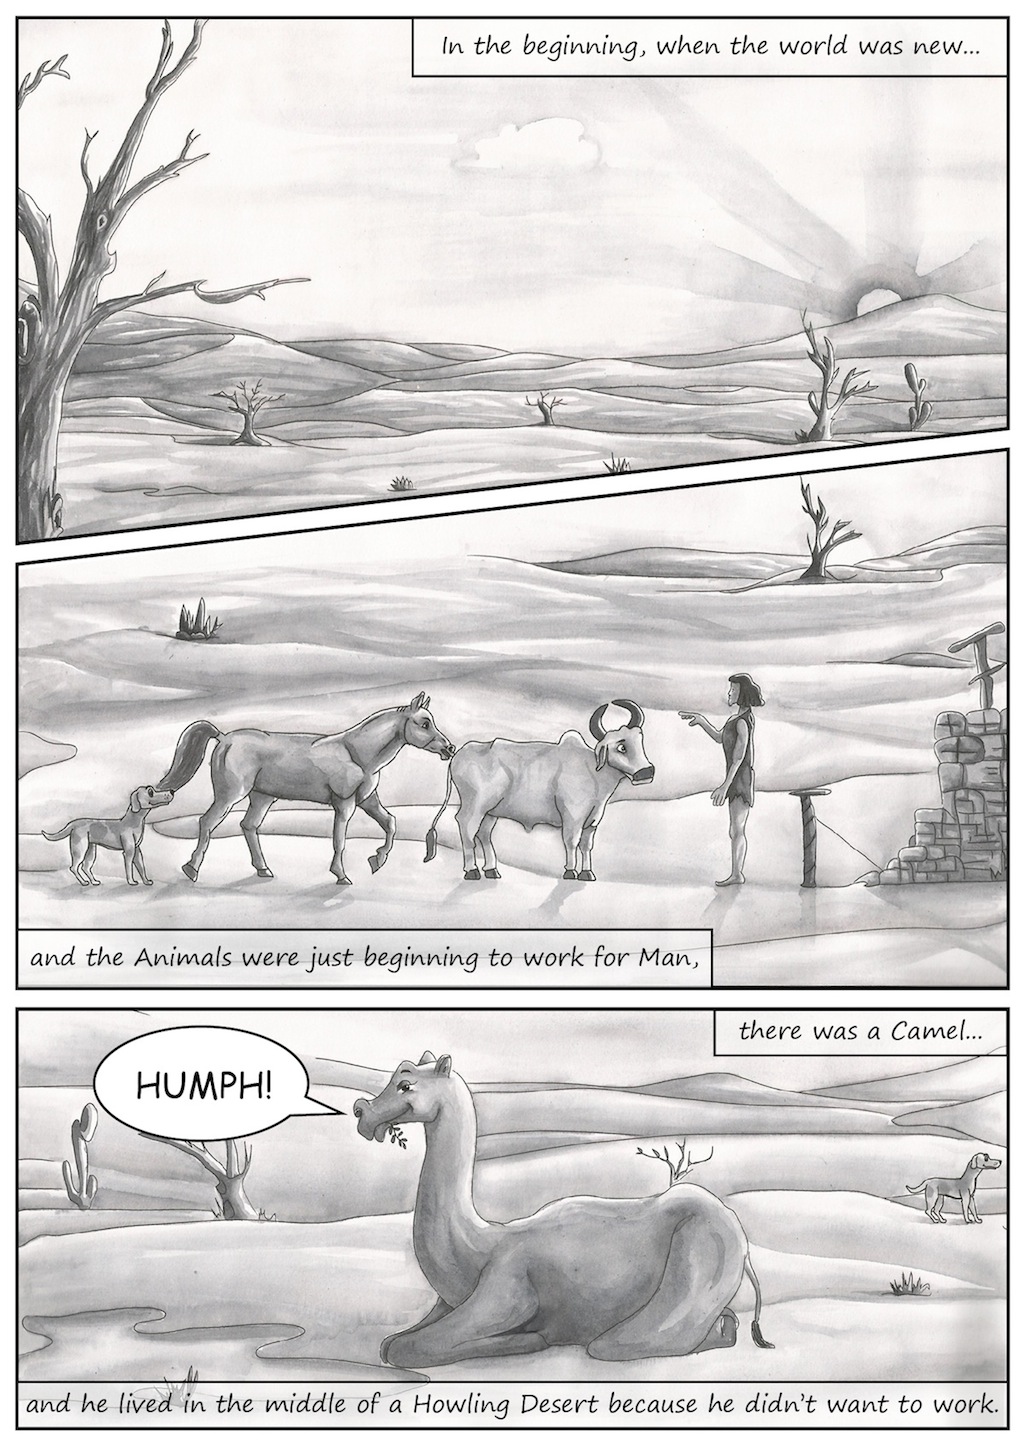 In the beginning, when the world was new...
and the Animals were just beginning to work for Man,
there was a Camel...
HUMPH!
and he lived in the middle of a Howling Desert because he didn't want to work.